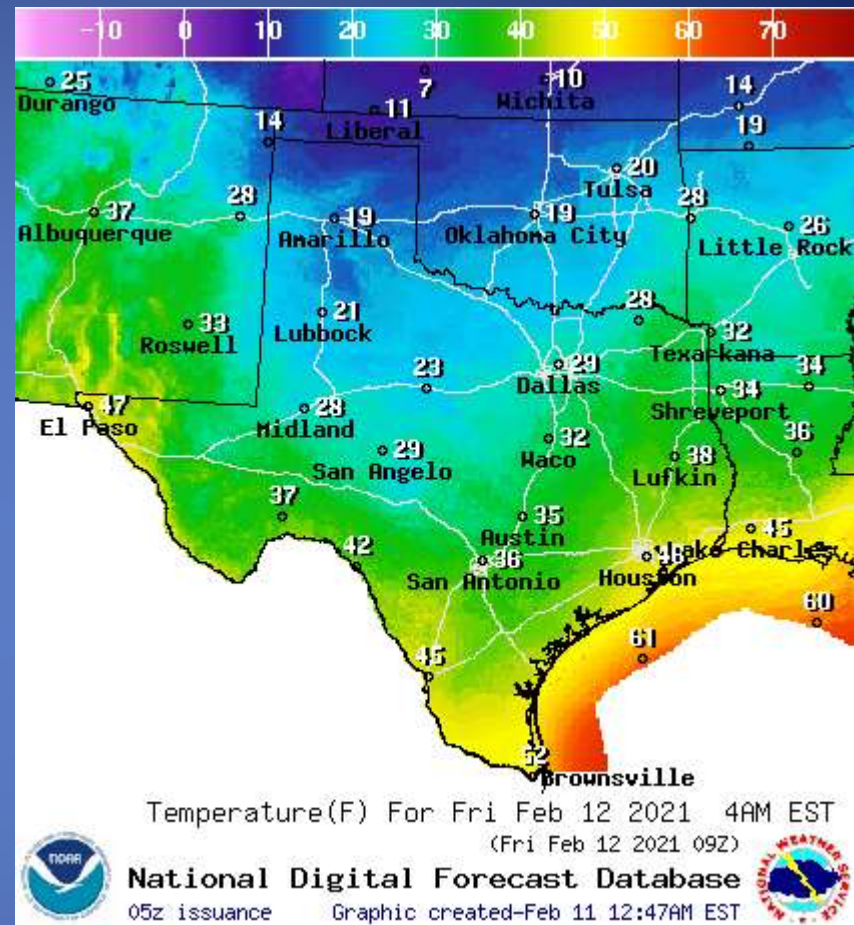 -10 0 10 20 30 40 50 60 70
25 Durango
7
10 Wichita
14
11 Liberal
14
19
20 Tulsa
37 Albuquerque
28
19 Amarillo
19 Oklahoma City
28
26 Little Rock
33 Roswell
21 Lubbock
28
32 Texarkana
29 Dallas
23
34 Shreveport
34
47 El Paso
28 Midland
29 San Angelo
32 Waco
38 Lufkin
36
37
35 Austin
45 Lake Charles
42
36 San Antonio
48 Houston
60
61
45
52 Brownsville
Temperature(F) For Fri Feb 12 2021 4AM EST
(Fri Feb 12 2021 09Z)
NOAA
National Digital Forecast Database
05z issuance Graphic created-Feb 11 12:47AM EST
NATIONAL WEATHER SERVICE